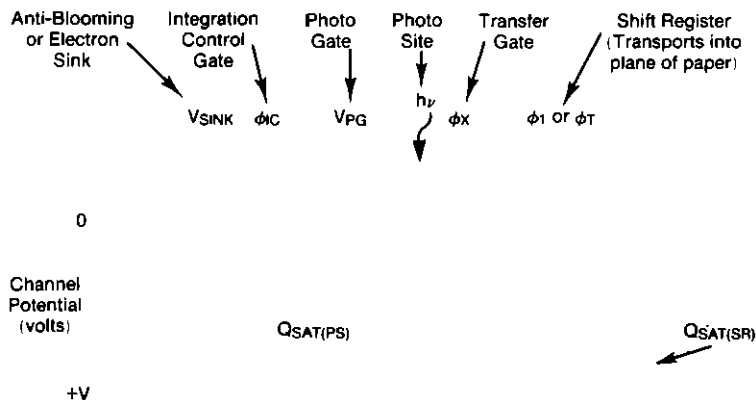 Anti-Blooming
or Electron
Sink
Integration
Control
Gate
Photo
Gate
Photo
Site
Transfer
Gate
Shift Register
(Transports into
plane of paper)
VSINK
ϕIC
VPG
hν
ϕX
ϕ1 or ϕT
0
Channel
Potential
(volts)
QSAT(PS)
QSAT(SR)
+V